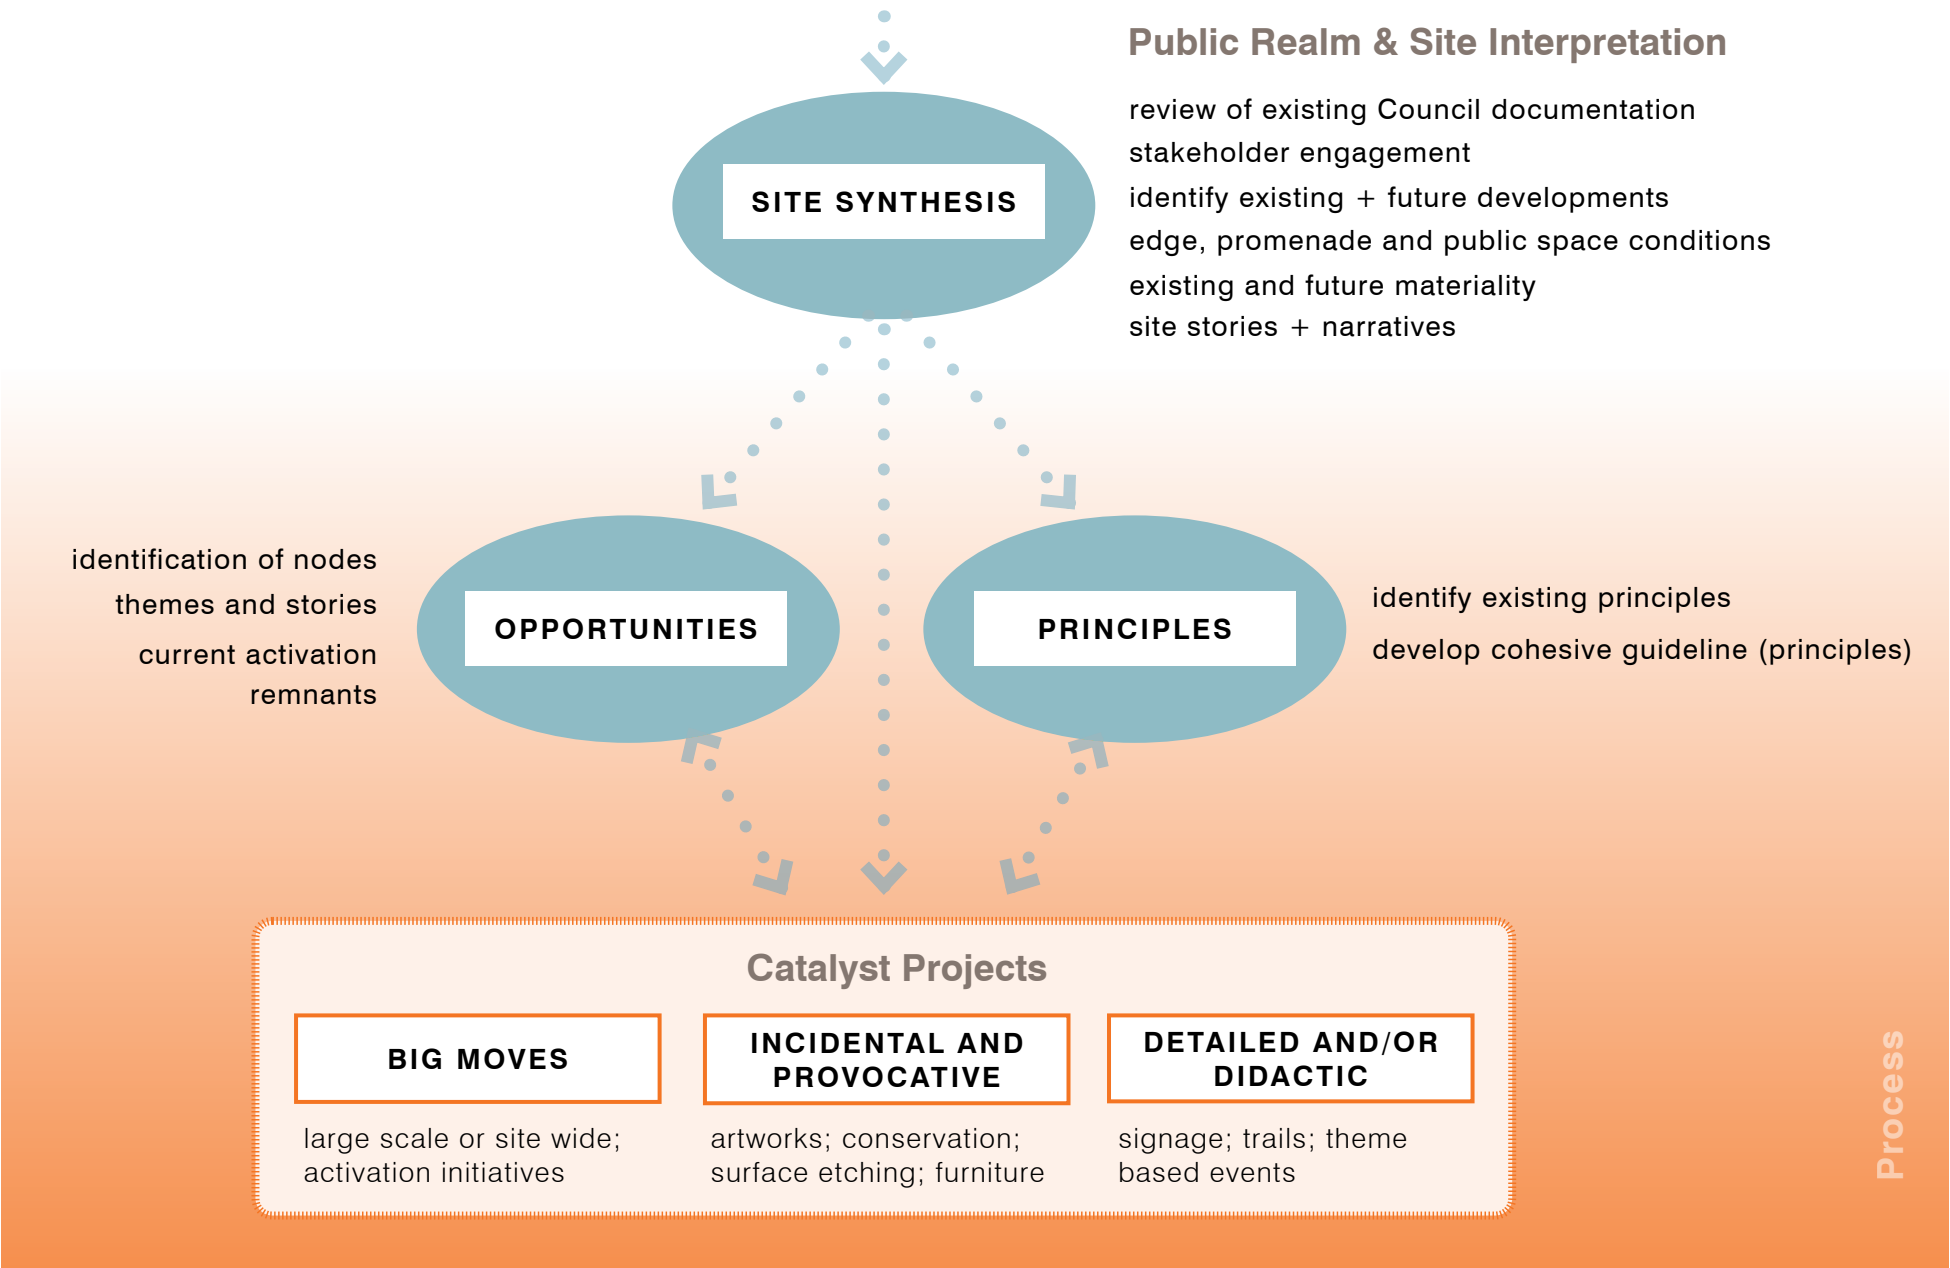 Public Realm & Site Interpretation
SITE SYNTHESIS
review of existing Council documentation
stakeholder engagement
identify existing + future developments
edge, promenade and public space conditions
existing and future materiality
site stories + narratives
identification of nodes
themes and stories
current activation
remnants
OPPORTUNITIES
PRINCIPLES
identify existing principles
develop cohesive guideline (principles)
Catalyst Projects
BIG MOVES
large scale or site wide;
activation initiatives
INCIDENTAL AND
PROVOCATIVE
artworks; conservation;
surface etching; furniture
DETAILED AND/OR
DIDACTIC
signage; trails; theme
based events
Process